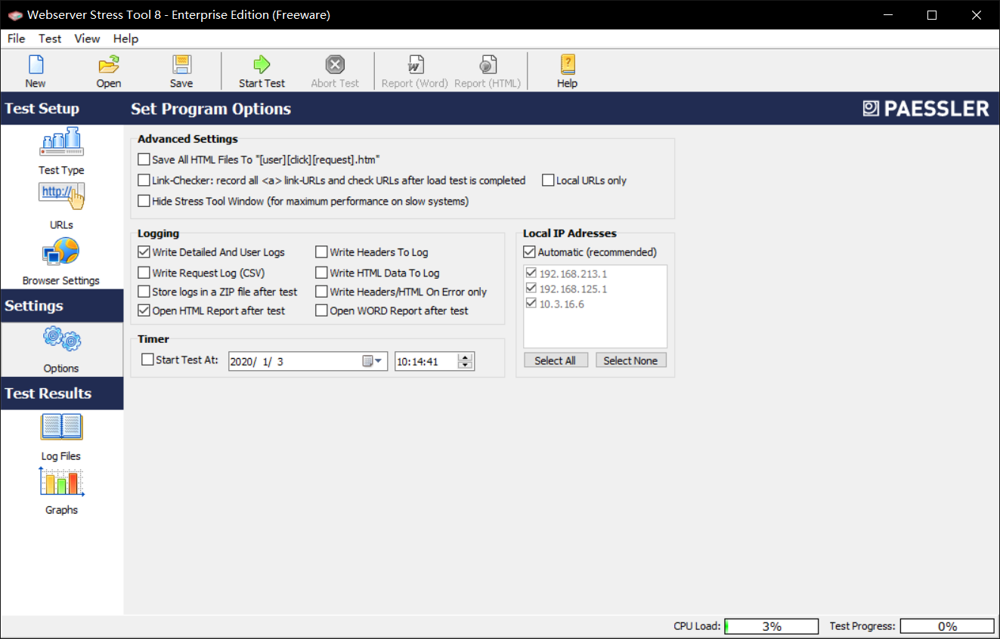 Webserver Stress Tool 8 - Enterprise Edition (Freeware)
File Test View Help
New Open Save Start Test Abort Test Report (Word) Report (HTML) Help
Test Setup
Set Program Options
PAESSLER
Test Type
http://
URLs
Browser Settings
Settings
Options
Test Results
Log Files
Graphs
Advanced Settings
Save All HTML Files To "[user][click][request].htm"
Link-Checker: record all <a> link-URLs and check URLs after load test is completed Local URLs only
Hide Stress Tool Window (for maximum performance on slow systems)
Logging
Write Detailed And User Logs Write Headers To Log
Write Request Log (CSV) Write HTML Data To Log
Store logs in a ZIP file after test Write Headers/HTML On Error only
Open HTML Report after test Open WORD Report after test
Timer
Start Test At: 2020/ 1/ 3 10:14:41
Local IP Adresses
Automatic (recommended)
192.168.213.1
192.168.125.1
10.3.16.6
Select All Select None
CPU Load: 3% Test Progress: 0%